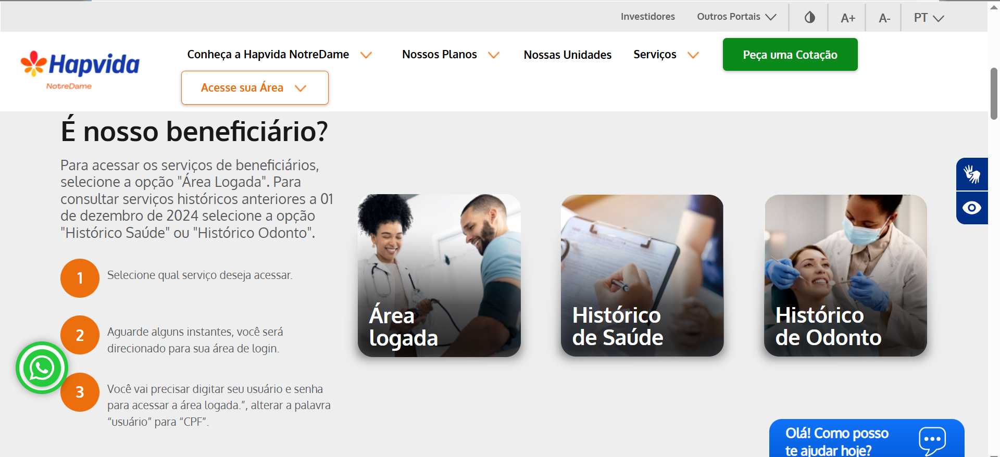 Investidores
Outros Portais
A+
A-
PT
Hapvida
NotreDame
Conheça a Hapvida NotreDame
Nossos Planos
Nossas Unidades
Serviços
Peça uma Cotação
Acesse sua Área
É nosso beneficiário?
Para acessar os serviços de beneficiários,
selecione a opção "Área Logada". Para
consultar serviços históricos anteriores a 01
de dezembro de 2024 selecione a opção
"Histórico Saúde" ou "Histórico Odonto".
1
Selecione qual serviço deseja acessar.
2
Aguarde alguns instantes, você será
direcionado para sua área de login.
3
Você vai precisar digitar seu usuário e senha
para acessar a área logada.”, alterar a palavra
“usuário” para “CPF”.
Área
logada
Histórico
de Saúde
Histórico
de Odonto
Olá! Como posso
te ajudar hoje?